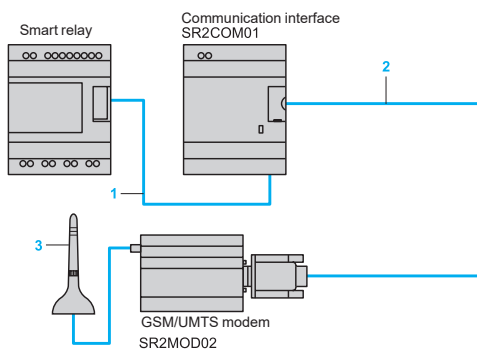 Communication interface
SR2COM01
Smart relay
2
1
3
GSM/UMTS modem
SR2MOD02